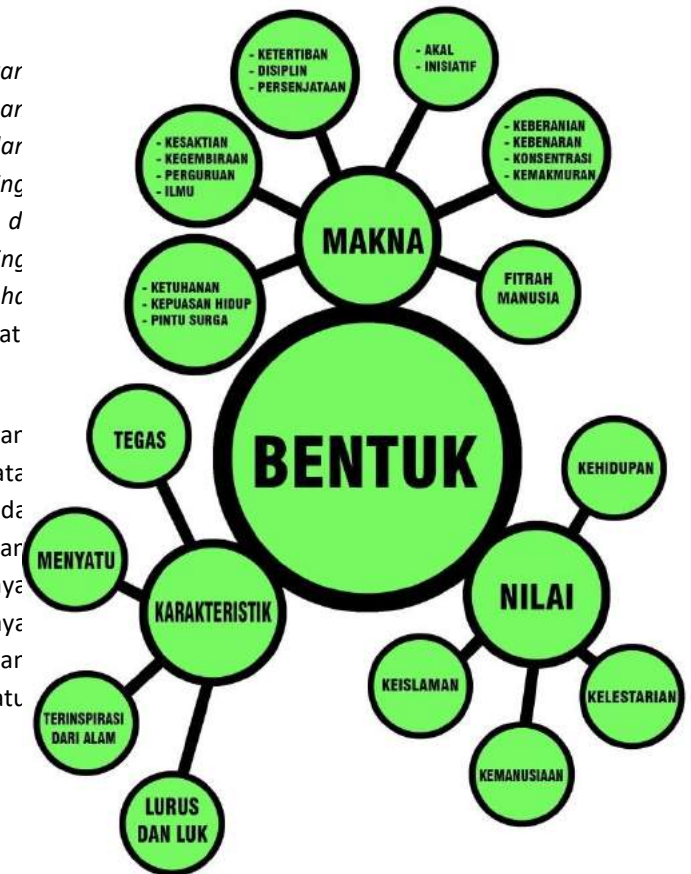 - KETERTIBAN
- DISIPLIN
- PERSENJATAAN
- AKAL
- INISIATIF
- KESAKTIAN
- KEGEMBIRAAN
- PERGURUAN
- ILMU
- KEBERANIAN
- KEBENARAN
- KONSENTRASI
- KEMAKMURAN
MAKNA
- KETUHANAN
- KEPUASAN HIDUP
- PINTU SURGA
FITRAH
MANUSIA
BENTUK
TEGAS
MENYATU
KARAKTERISTIK
TERINSPIRASI
DARI ALAM
LURUS
DAN LUK
KEHIDUPAN
NILAI
KEISLAMAN
KELESTARIAN
KEMANUSIAAN